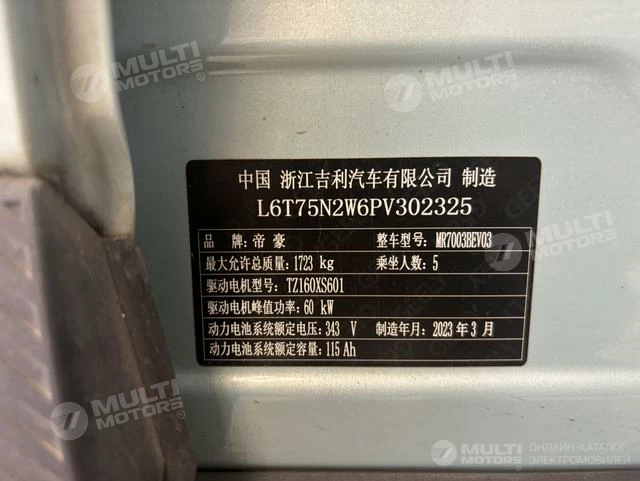 MULTI MOTORS
MULTI MOTORS
中国 浙江吉利汽车有限公司 制造
L6T75N2W6PV302325
品 牌:帝 豪 整车型号:MR7003BEV03
最大允许总质量:1723 kg 乘坐人数:5
驱动电机型号:TZ160XS601
驱动电机峰值功率:60 kW
动力电池系统额定电压:343 V 制造年月:2023 年 3 月
动力电池系统额定容量:115 Ah
MULTI MOTORS
MULTI MOTORS
ОНЛАЙН-КАТАЛОГ
ЭЛЕКТРОМОБИЛЕЙ